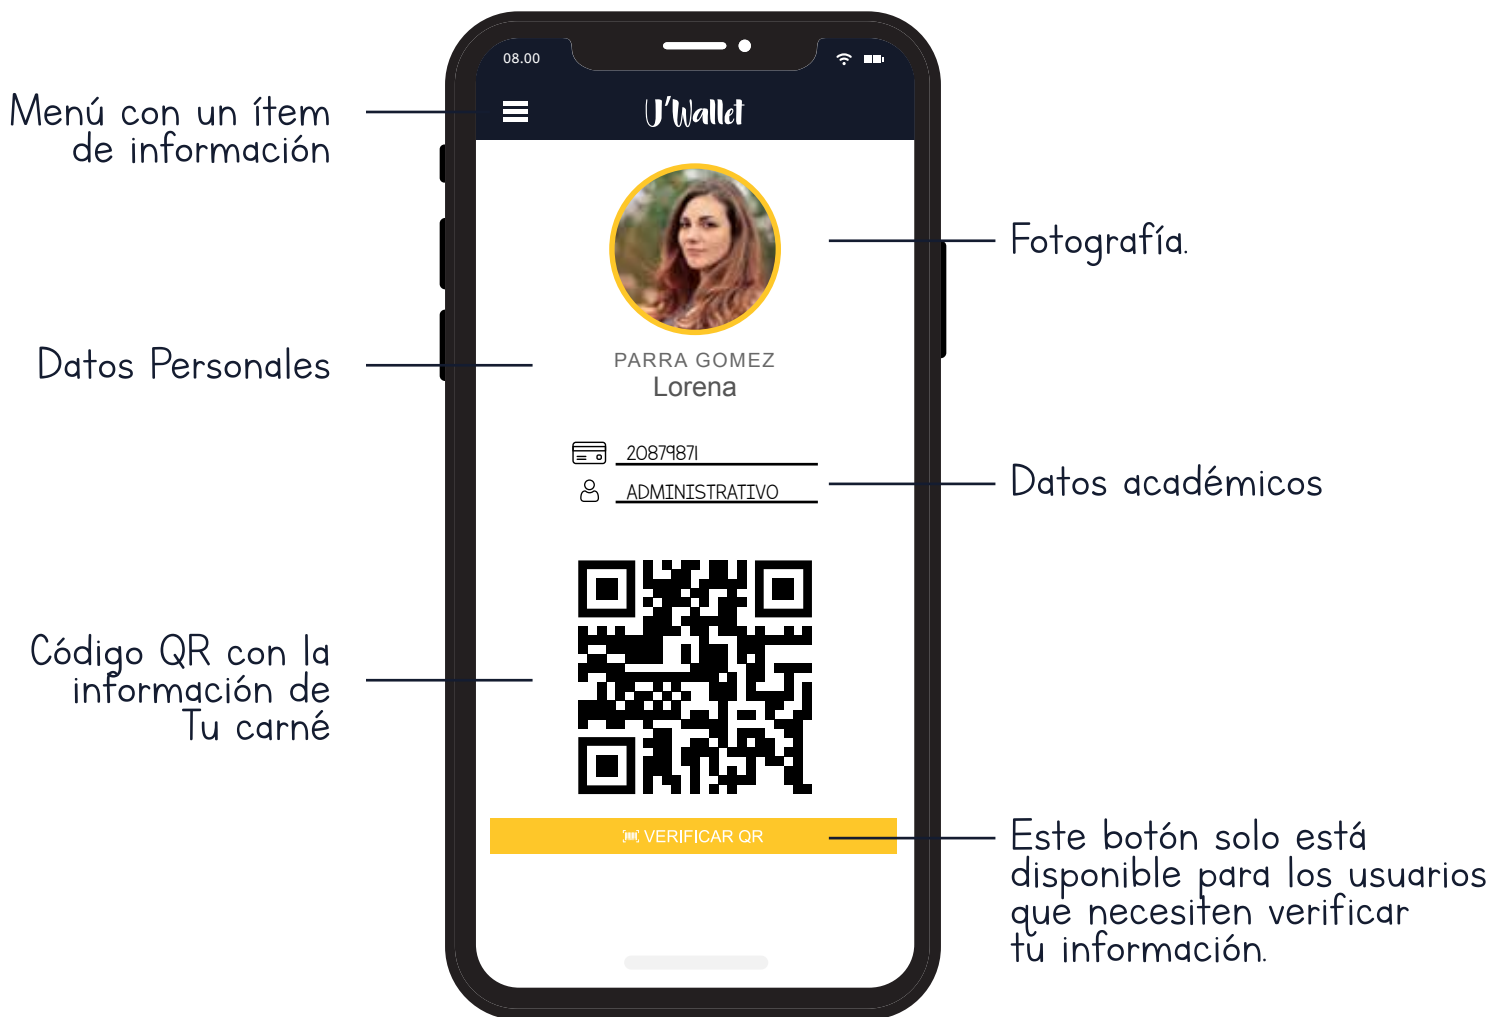 08.00
U'Wallet
Menú con un ítem
de información
Fotografía.
Datos Personales
PARRA GOMEZ
Lorena
20879871
ADMINISTRATIVO
Datos académicos
Código QR con la
información de
Tu carné
VERIFICAR QR
Este botón solo está
disponible para los usuarios
que necesiten verificar
tu información.